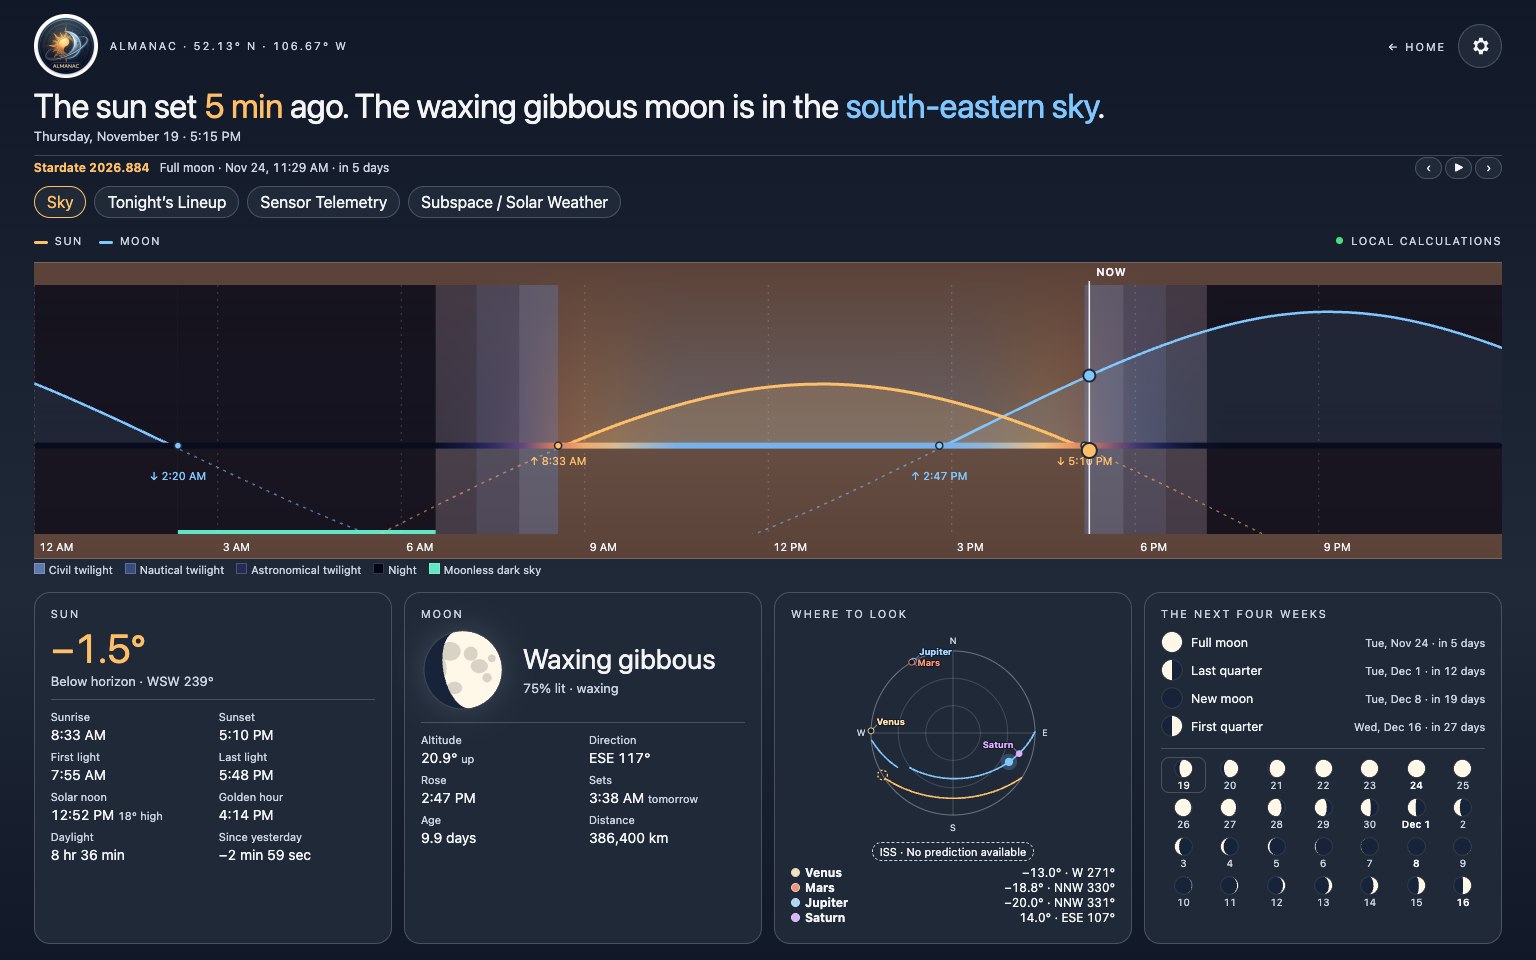 ALMANAC
ALMANAC · 52.13° N · 106.67° W
← HOME
The sun set 5 min ago. The waxing gibbous moon is in the south-eastern sky.
Thursday, November 19 · 5:15 PM
Stardate 2026.884 Full moon · Nov 24, 11:29 AM · in 5 days
Sky Tonight's Lineup Sensor Telemetry Subspace / Solar Weather
SUN MOON
LOCAL CALCULATIONS
NOW
↑ 8:33 AM ↓ 5:10 PM
↓ 2:20 AM ↑ 2:47 PM
12 AM 3 AM 6 AM 9 AM 12 PM 3 PM 6 PM 9 PM
Civil twilight Nautical twilight Astronomical twilight Night Moonless dark sky
SUN
−1.5°
Below horizon · WSW 239°
Sunrise Sunset
8:33 AM 5:10 PM
First light Last light
7:55 AM 5:48 PM
Solar noon Golden hour
12:52 PM 18° high 4:14 PM
Daylight Since yesterday
8 hr 36 min −2 min 59 sec
MOON
Waxing gibbous
75% lit · waxing
Altitude Direction
20.9° up ESE 117°
Rose Sets
2:47 PM 3:38 AM tomorrow
Age Distance
9.9 days 386,400 km
WHERE TO LOOK
N
Jupiter
Mars
Venus
W E
Saturn
S
ISS · No prediction available
Venus −13.0° · W 271°
Mars −18.8° · NNW 330°
Jupiter −20.0° · NNW 331°
Saturn 14.0° · ESE 107°
THE NEXT FOUR WEEKS
Full moon Tue, Nov 24 · in 5 days
Last quarter Tue, Dec 1 · in 12 days
New moon Tue, Dec 8 · in 19 days
First quarter Wed, Dec 16 · in 27 days
19 20 21 22 23 24 25
26 27 28 29 30 Dec 1 2
3 4 5 6 7 8 9
10 11 12 13 14 15 16